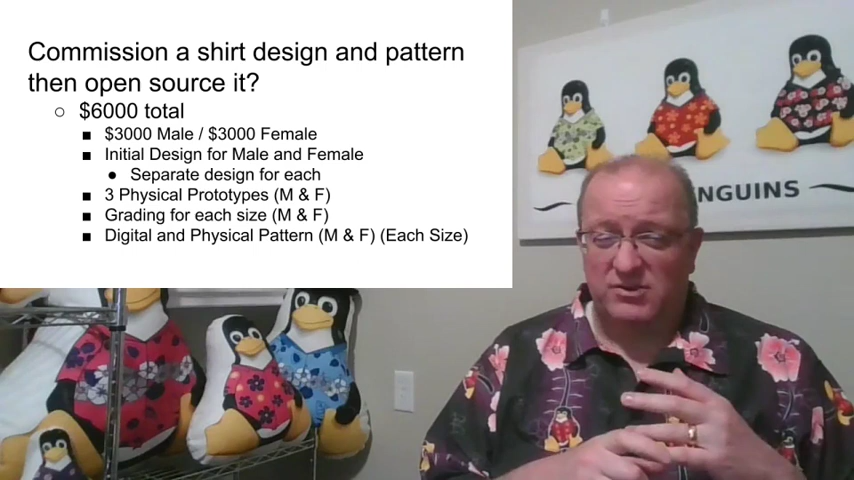 Commission a shirt design and pattern
then open source it?
○ $6000 total
■ $3000 Male / $3000 Female
■ Initial Design for Male and Female
● Separate design for each
■ 3 Physical Prototypes (M & F)
■ Grading for each size (M & F)
■ Digital and Physical Pattern (M & F) (Each Size)
NGUINS